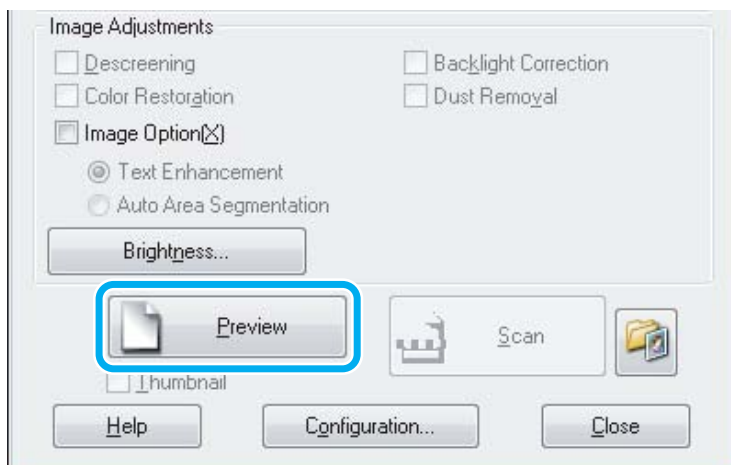 Image Adjustments
Descreening Backlight Correction
Color Restoration Dust Removal
Image Option(X)
Text Enhancement
Auto Area Segmentation
Brightness...
Preview Scan
Thumbnail
Help Configuration... Close